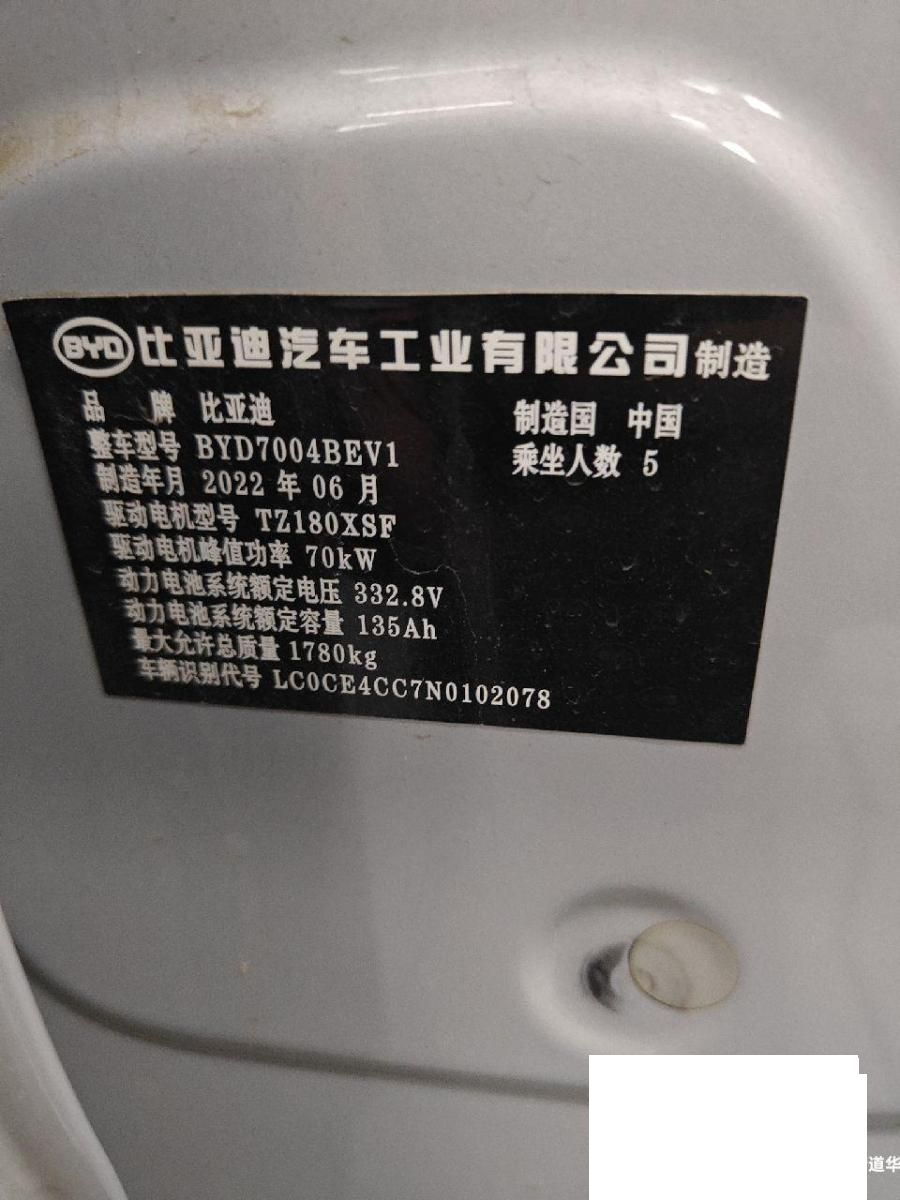 BYD 比亚迪汽车工业有限公司 制造
品 牌 比亚迪 制造国 中国
整车型号 BYD7004BEV1 乘坐人数 5
制造年月 2022 年 06 月
驱动电机型号 TZ180XSF
驱动电机峰值功率 70kW
动力电池系统额定电压 332.8V
动力电池系统额定容量 135Ah
最大允许总质量 1780kg
车辆识别代号 LC0CE4CC7N0102078
道华